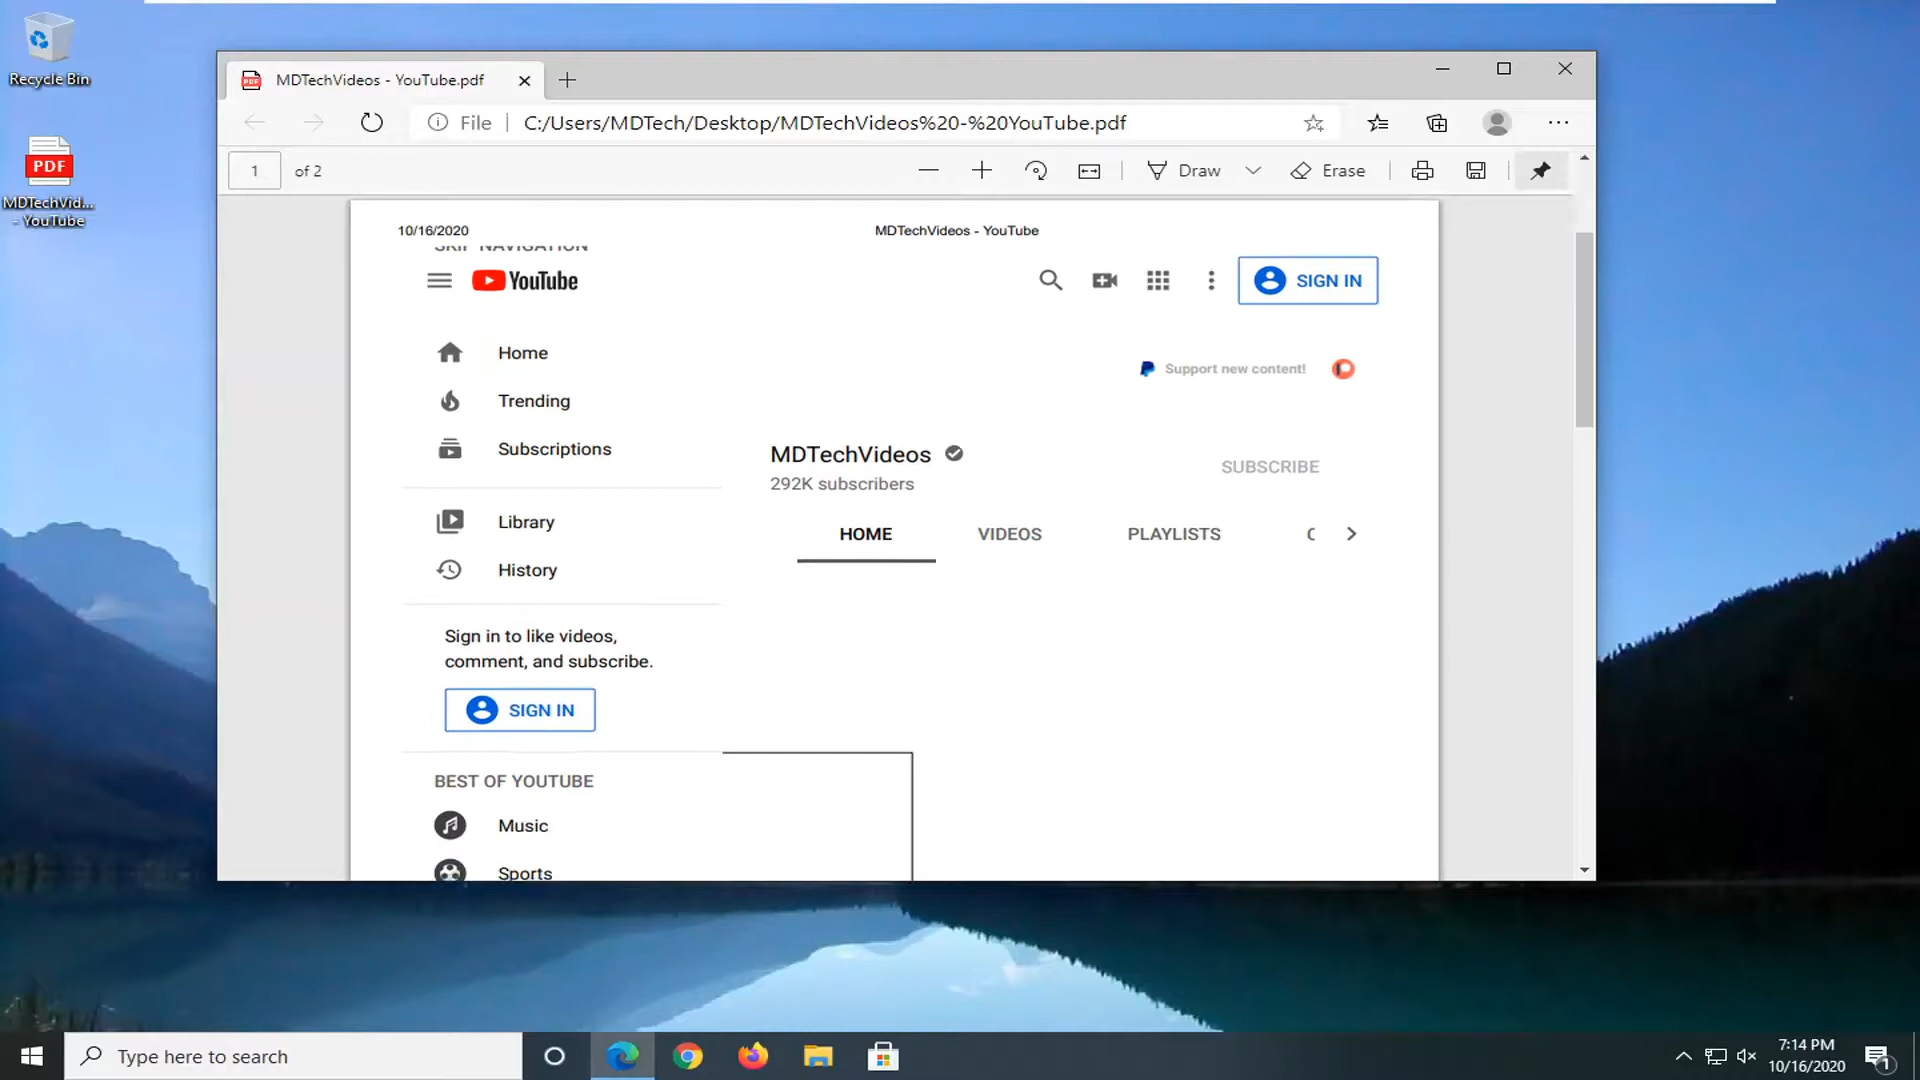 Recycle Bin
PDF
MDTechVid...
- YouTube
MDTechVideos - YouTube.pdf
File
C:/Users/MDTech/Desktop/MDTechVideos%20-%20YouTube.pdf
1 of 2
Draw
Erase
10/16/2020
MDTechVideos - YouTube
SKIP NAVIGATION
YouTube
SIGN IN
Home
Support new content!
Trending
Subscriptions
MDTechVideos
292K subscribers
SUBSCRIBE
Library
HOME VIDEOS PLAYLISTS C
History
Sign in to like videos,
comment, and subscribe.
SIGN IN
BEST OF YOUTUBE
Music
Sports
Type here to search
7:14 PM
10/16/2020
1